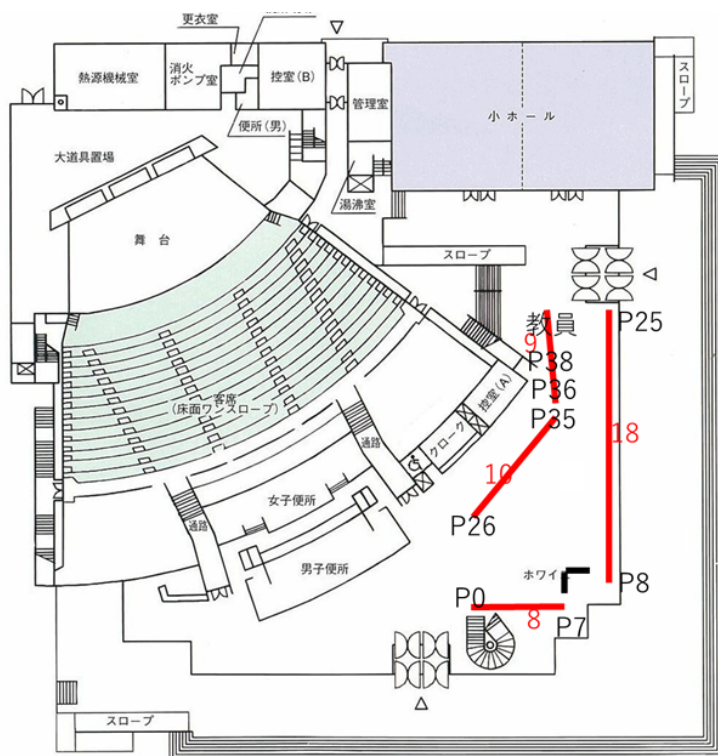 更衣室
熱源機械室
消火
ポンプ室
控室(B)
便所(男)
管理室
小ホール
スロープ
大道具置場
湯沸室
舞台
スロープ
教員
P25
9
P38
P36
P35
控室(A)
クローク
客席
(床面ワンスロープ)
通路
18
10
女子便所
P26
通路
男子便所
ホワイエ
P0
P8
8
P7
スロープ